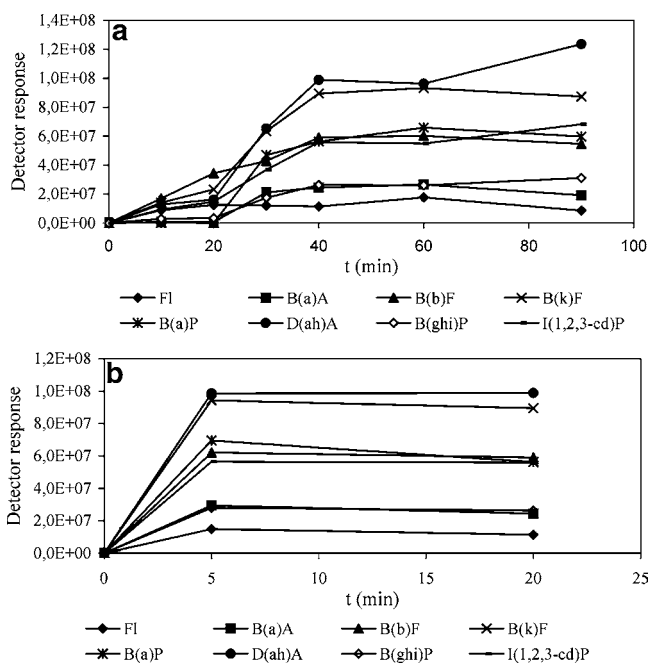 a
Detector response
1,4E+08
1,2E+08
1,0E+08
8,0E+07
6,0E+07
4,0E+07
2,0E+07
0,0E+00
0 20 40 60 80 100
t (min)
Fl B(a)A B(b)F B(k)F
B(a)P D(ah)A B(ghi)P I(1,2,3-cd)P
b
Detector response
1,2E+08
1,0E+08
8,0E+07
6,0E+07
4,0E+07
2,0E+07
0,0E+00
0 5 10 15 20 25
t (min)
Fl B(a)A B(b)F B(k)F
B(a)P D(ah)A B(ghi)P I(1,2,3-cd)P